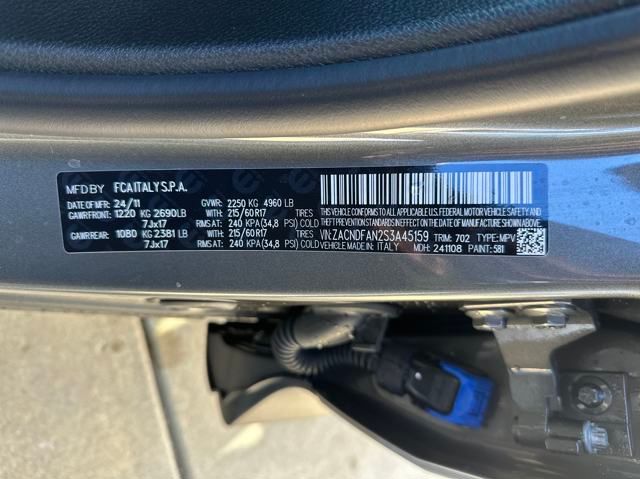 MFD BY FCA ITALY S.P.A.
DATE OF MFR: 24/11 GVWR: 2250 KG 4960 LB
GAWR FRONT: 1220 KG 2690LB WITH 215/60 R17 TIRES
7Jx17 RIMS AT: 240 KPA (34,8 PSI) COLD
REAR: 1080 KG 2381 LB WITH 215/60R17 TIRES
7Jx17 RIMS AT: 240 KPA (34,8 PSI) COLD
THIS VEHICLE CONFORMS TO ALL APPLICABLE U.S. FEDERAL MOTOR VEHICLE SAFETY AND
THEFT PREVENTION STANDARDS IN EFFECT ON THE DATE OF MANUFACTURE SHOWN ABOVE.
VIN: ZACNDFAN2S3A45159 TRIM: 702 TYPE: MPV
VEHICLE MADE IN: ITALY MDH: 241108 PAINT: 581